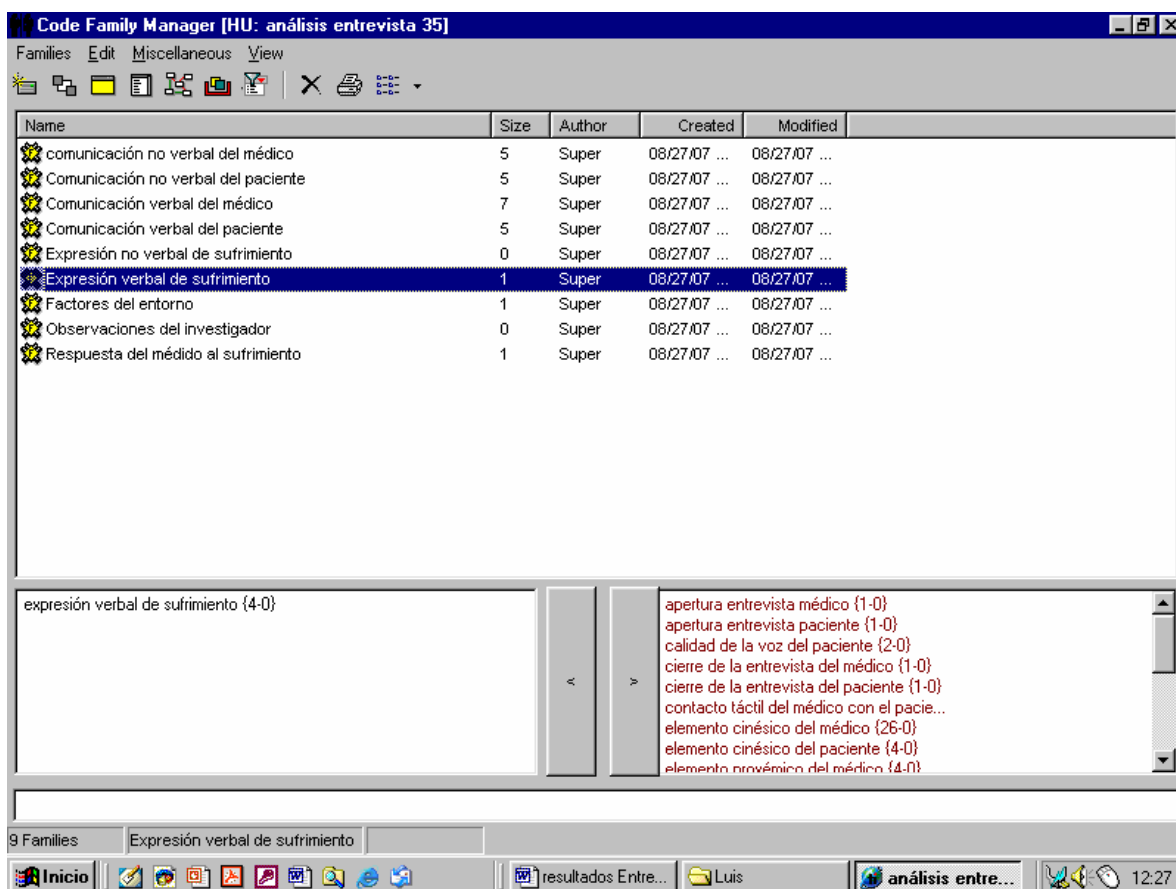 Code Family Manager [HU: análisis entrevista 35]
Families Edit Miscellaneous View
Name Size Author Created Modified
comunicación no verbal del médico 5 Super 08/27/07 ... 08/27/07 ...
Comunicación no verbal del paciente 5 Super 08/27/07 ... 08/27/07 ...
Comunicación verbal del médico 7 Super 08/27/07 ... 08/27/07 ...
Comunicación verbal del paciente 5 Super 08/27/07 ... 08/27/07 ...
Expresión no verbal de sufrimiento 0 Super 08/27/07 ... 08/27/07 ...
Expresión verbal de sufrimiento 1 Super 08/27/07 ... 08/27/07 ...
Factores del entorno 1 Super 08/27/07 ... 08/27/07 ...
Observaciones del investigador 0 Super 08/27/07 ... 08/27/07 ...
Respuesta del médido al sufrimiento 1 Super 08/27/07 ... 08/27/07 ...
expresión verbal de sufrimiento {4-0}
< >
apertura entrevista médico {1-0}
apertura entrevista paciente {1-0}
calidad de la voz del paciente {2-0}
cierre de la entrevista del médico {1-0}
cierre de la entrevista del paciente {1-0}
contacto táctil del médico con el pacie...
elemento cinésico del médico {26-0}
elemento cinésico del paciente {4-0}
elemento proxémico del médico {4-0}
9 Families Expresión verbal de sufrimiento
Inicio resultados Entre... Luis análisis entre... 12:27